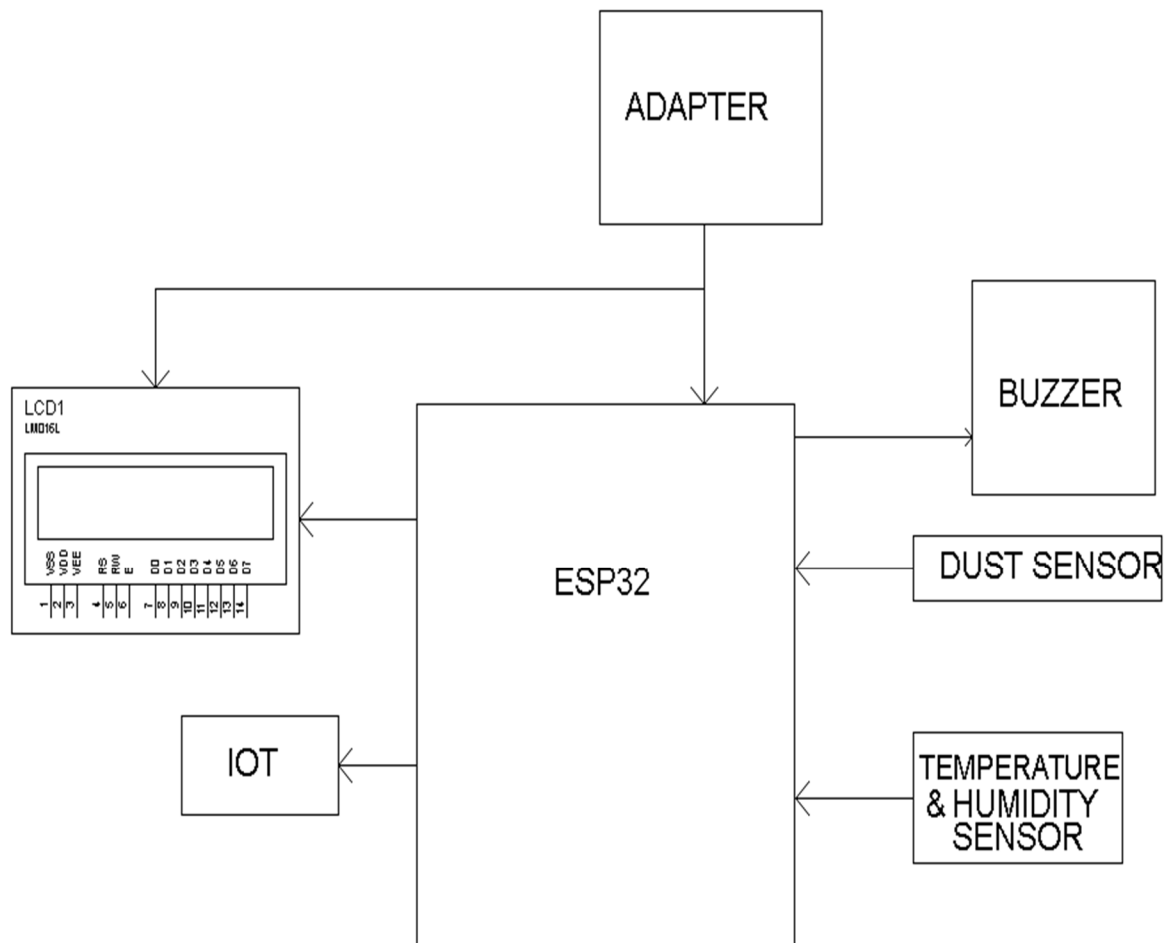 ADAPTER
BUZZER
LCD1
LM016L
VSS
VDD
VEE
RS
RW
E
D0
D1
D2
D3
D4
D5
D6
D7
1
2
3
4
5
6
7
8
9
10
11
12
13
14
ESP32
DUST SENSOR
IOT
TEMPERATURE
& HUMIDITY
SENSOR